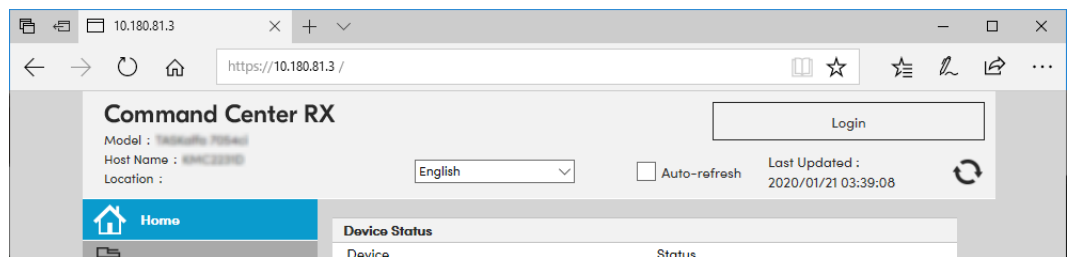 10.180.81.3
https://10.180.81.3 /
Command Center RX
Login
Model :
Host Name :
Location :
English
Auto-refresh
Last Updated :
2020/01/21 03:39:08
Home
Device Status
Device Status